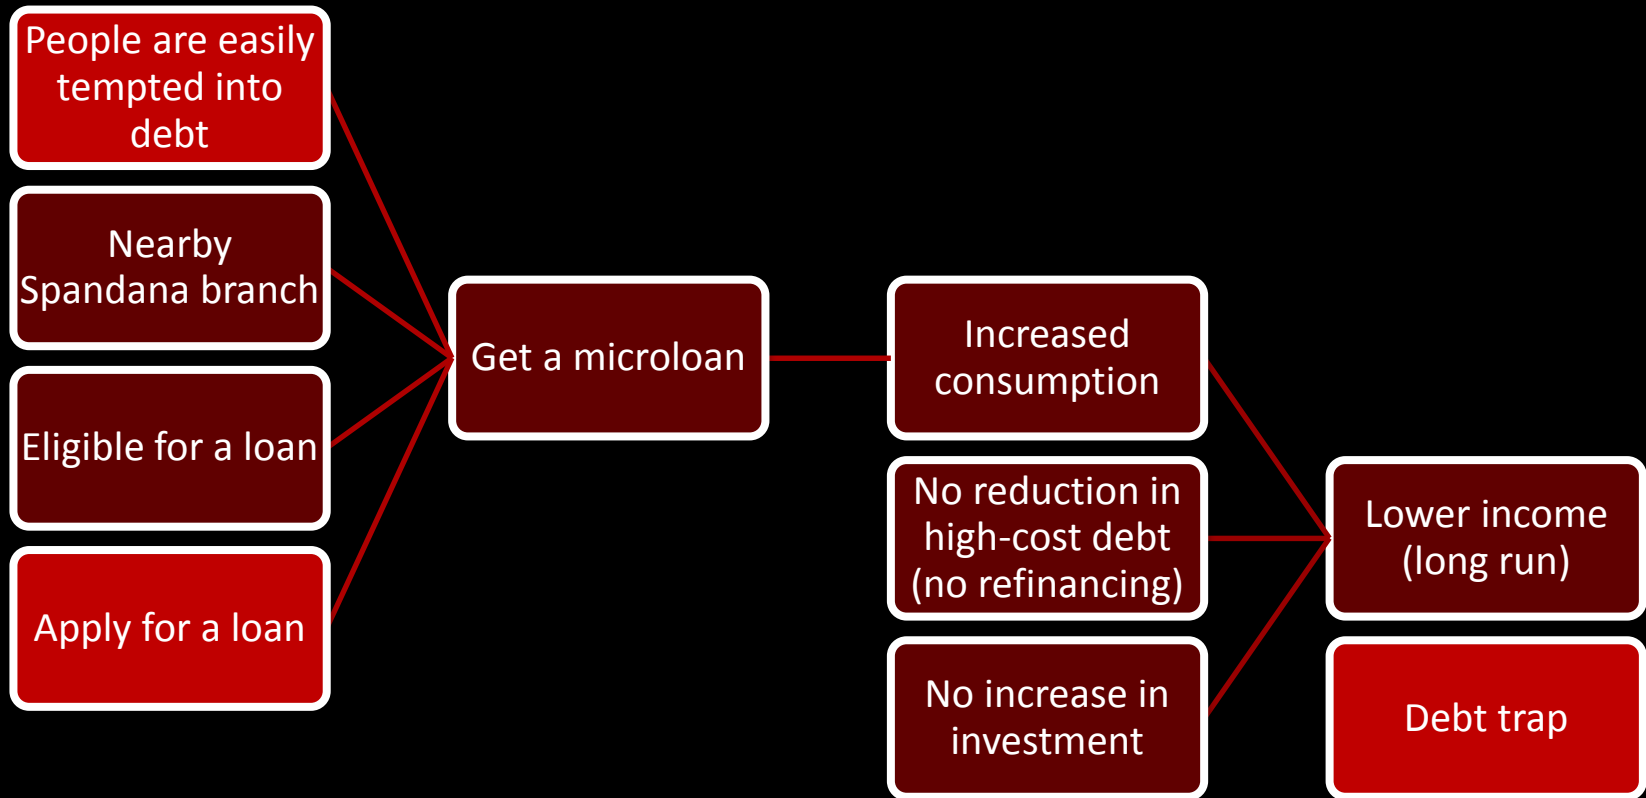 People are easily
tempted into
debt
Nearby
Spandana branch
Eligible for a loan
Apply for a loan
Get a microloan
Increased
consumption
No reduction in
high-cost debt
(no refinancing)
No increase in
investment
Lower income
(long run)
Debt trap